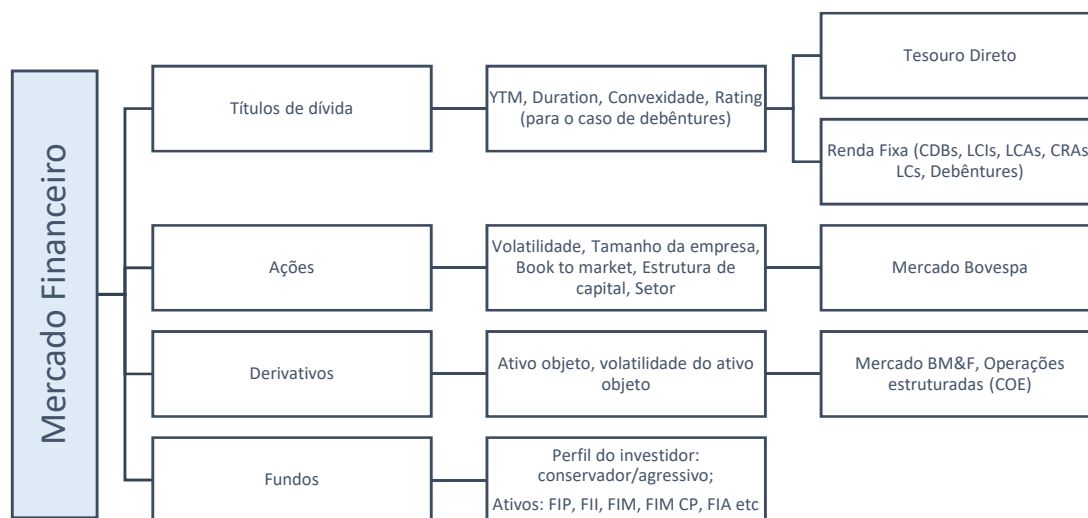 Mercado Financeiro
Títulos de dívida
YTM, Duration, Convexidade, Rating
(para o caso de debêntures)
Tesouro Direto
Renda Fixa (CDBs, LCIs, LCAs, CRAs
LCs, Debêntures)
Ações
Volatilidade, Tamanho da empresa,
Book to market, Estrutura de
capital, Setor
Mercado Bovespa
Derivativos
Ativo objeto, volatilidade do ativo
objeto
Mercado BM&F, Operações
estruturadas (COE)
Fundos
Perfil do investidor:
conservador/agressivo;
Ativos: FIP, FII, FIM, FIM CP, FIA etc